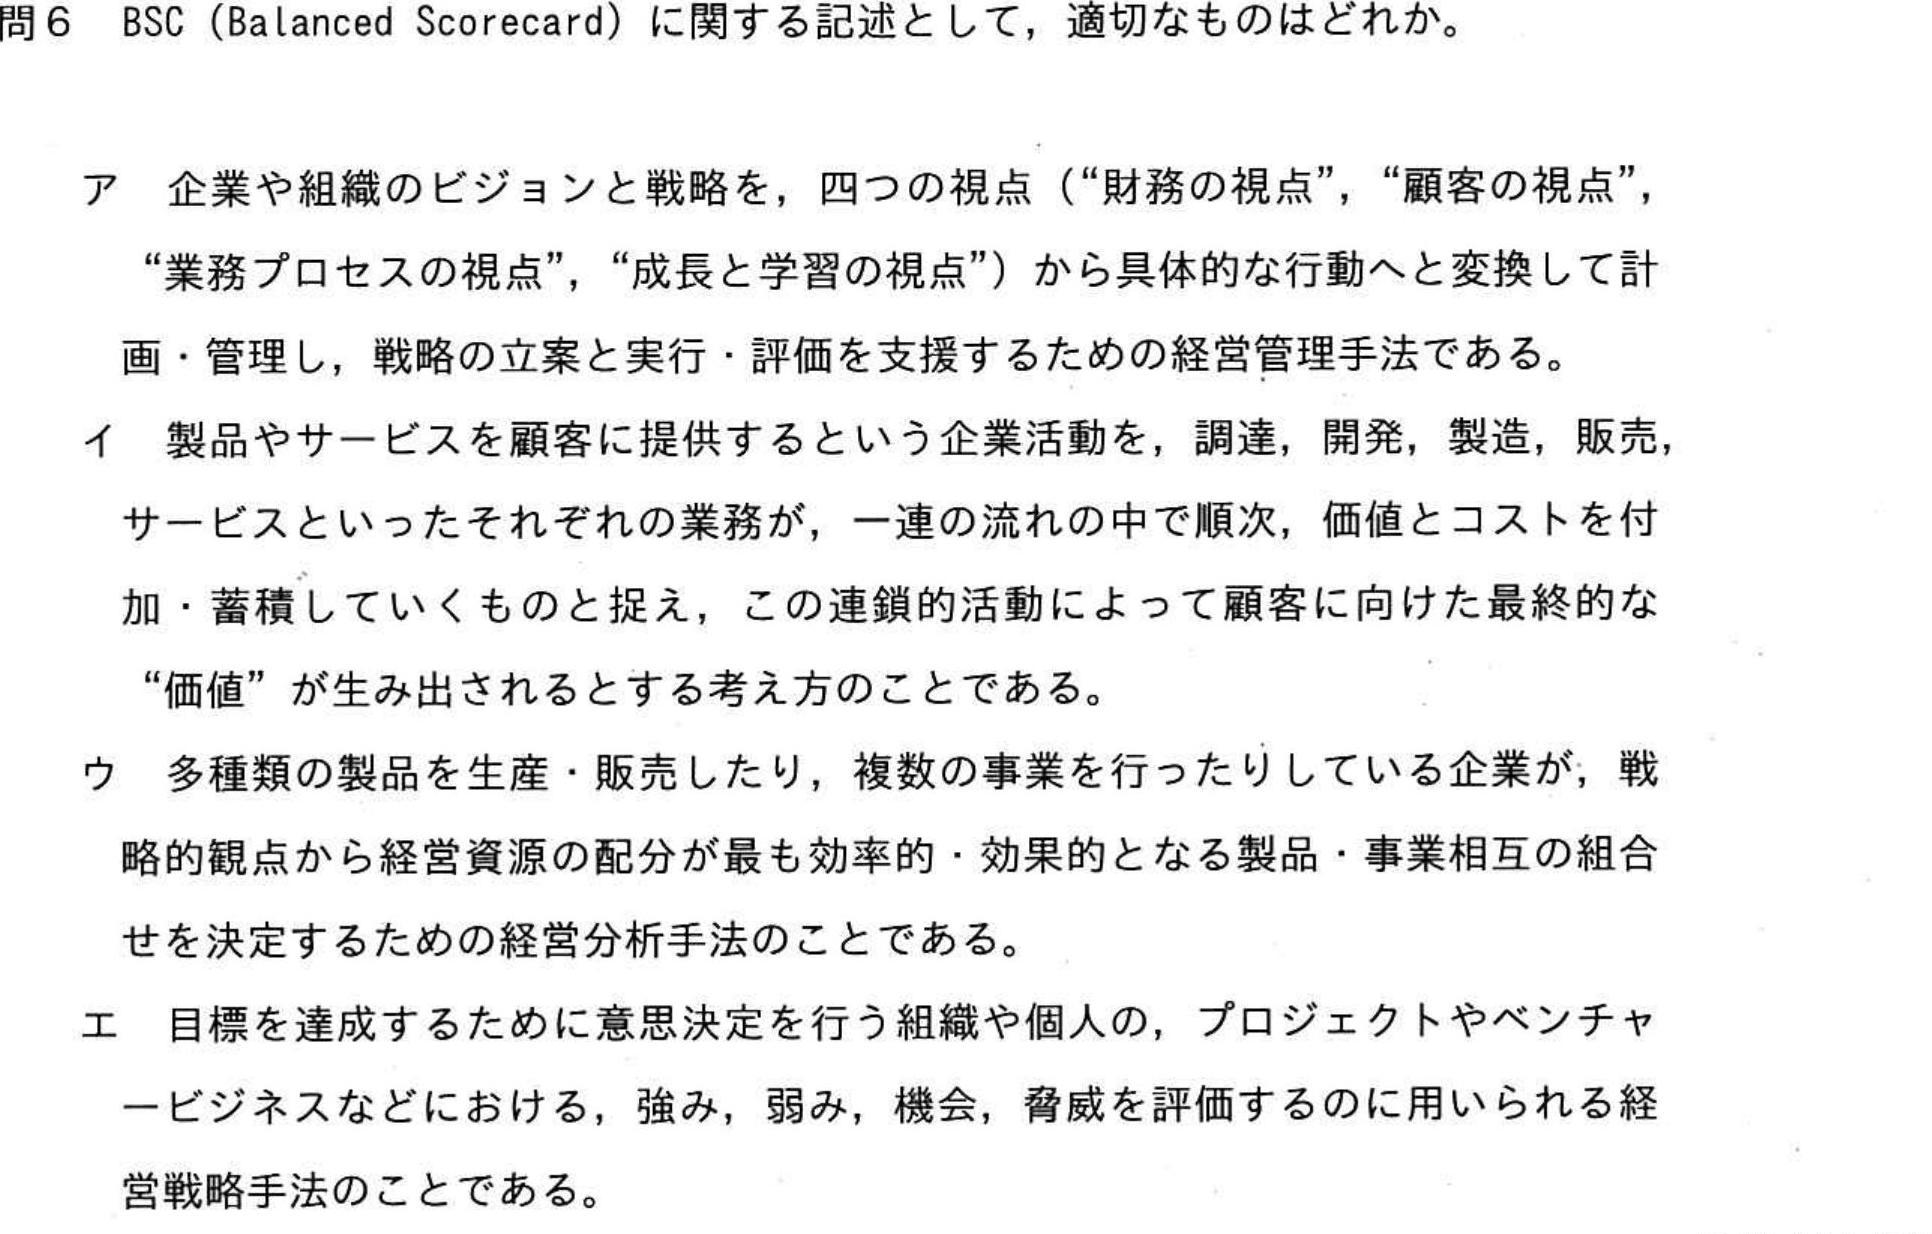 問６　BSC（Balanced Scorecard）に関する記述として，適切なものはどれか。
ア　企業や組織のビジョンと戦略を，四つの視点（“財務の視点”，“顧客の視点”，
“業務プロセスの視点”，“成長と学習の視点”）から具体的な行動へと変換して計
画・管理し，戦略の立案と実行・評価を支援するための経営管理手法である。
イ　製品やサービスを顧客に提供するという企業活動を，調達，開発，製造，販売，
サービスといったそれぞれの業務が，一連の流れの中で順次，価値とコストを付
加・蓄積していくものと捉え，この連鎖的活動によって顧客に向けた最終的な
“価値”が生み出されるとする考え方のことである。
ウ　多種類の製品を生産・販売したり，複数の事業を行ったりしている企業が，戦
略的観点から経営資源の配分が最も効率的・効果的となる製品・事業相互の組合
せを決定するための経営分析手法のことである。
エ　目標を達成するために意思決定を行う組織や個人の，プロジェクトやベンチャ
ービジネスなどにおける，強み，弱み，機会，脅威を評価するのに用いられる経
営戦略手法のことである。